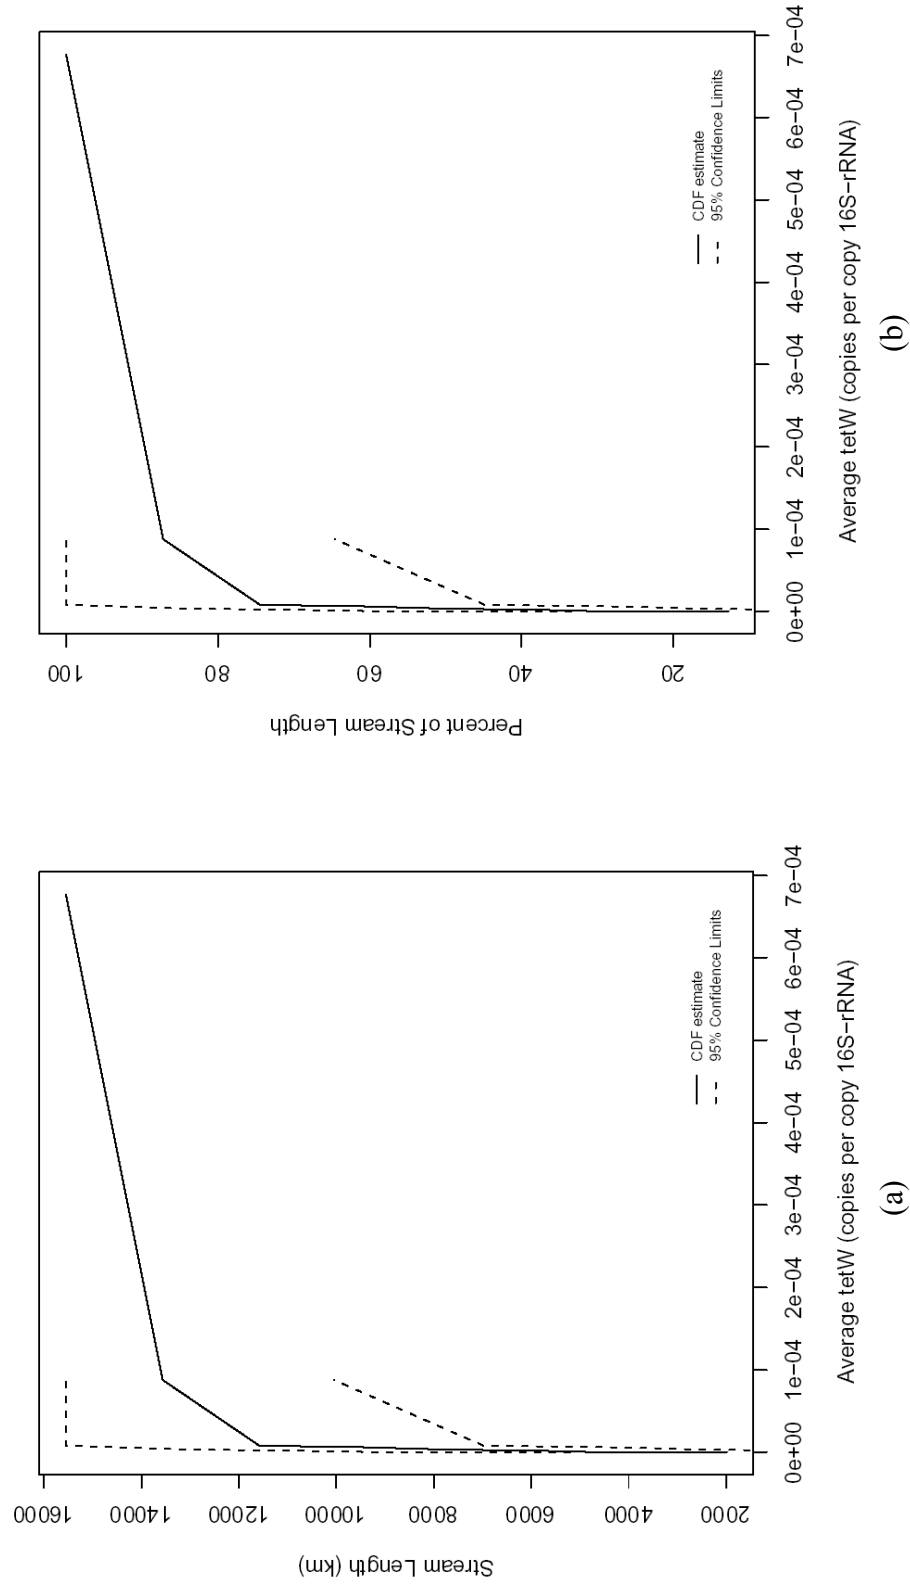 16000
14000
12000
10000
8000
6000
4000
2000
Stream Length (km)
0e+00
1e−04
2e−04
3e−04
4e−04
5e−04
6e−04
7e−04
Average tetW (copies per copy 16S−rRNA)
CDF estimate
95% Confidence Limits
(a)
100
80
60
40
20
Percent of Stream Length
0e+00
1e−04
2e−04
3e−04
4e−04
5e−04
6e−04
7e−04
Average tetW (copies per copy 16S−rRNA)
CDF estimate
95% Confidence Limits
(b)